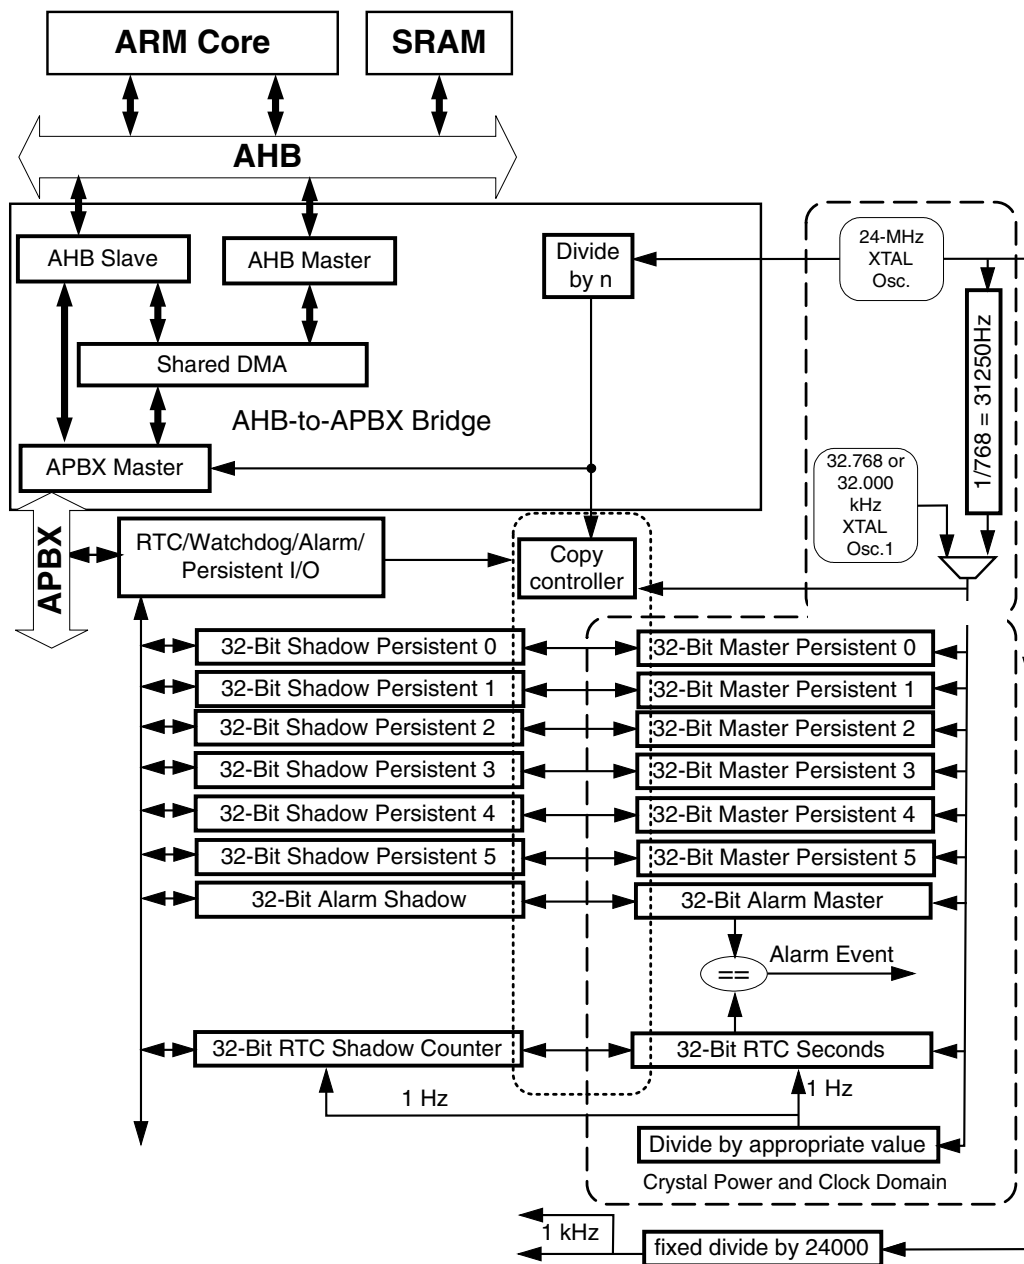 ARM Core
SRAM
AHB
AHB Slave
AHB Master
Divide
by n
24-MHz
XTAL
Osc.
Shared DMA
1/768 = 31250Hz
AHB-to-APBX Bridge
APBX Master
32.768 or
32.000
kHz
XTAL
Osc.1
APBX
RTC/Watchdog/Alarm/
Persistent I/O
Copy
controller
32-Bit Shadow Persistent 0
32-Bit Master Persistent 0
32-Bit Shadow Persistent 1
32-Bit Master Persistent 1
32-Bit Shadow Persistent 2
32-Bit Master Persistent 2
32-Bit Shadow Persistent 3
32-Bit Master Persistent 3
32-Bit Shadow Persistent 4
32-Bit Master Persistent 4
32-Bit Shadow Persistent 5
32-Bit Master Persistent 5
32-Bit Alarm Shadow
32-Bit Alarm Master
Alarm Event
==
32-Bit RTC Shadow Counter
32-Bit RTC Seconds
1 Hz
1 Hz
Divide by appropriate value
Crystal Power and Clock Domain
1 kHz
fixed divide by 24000